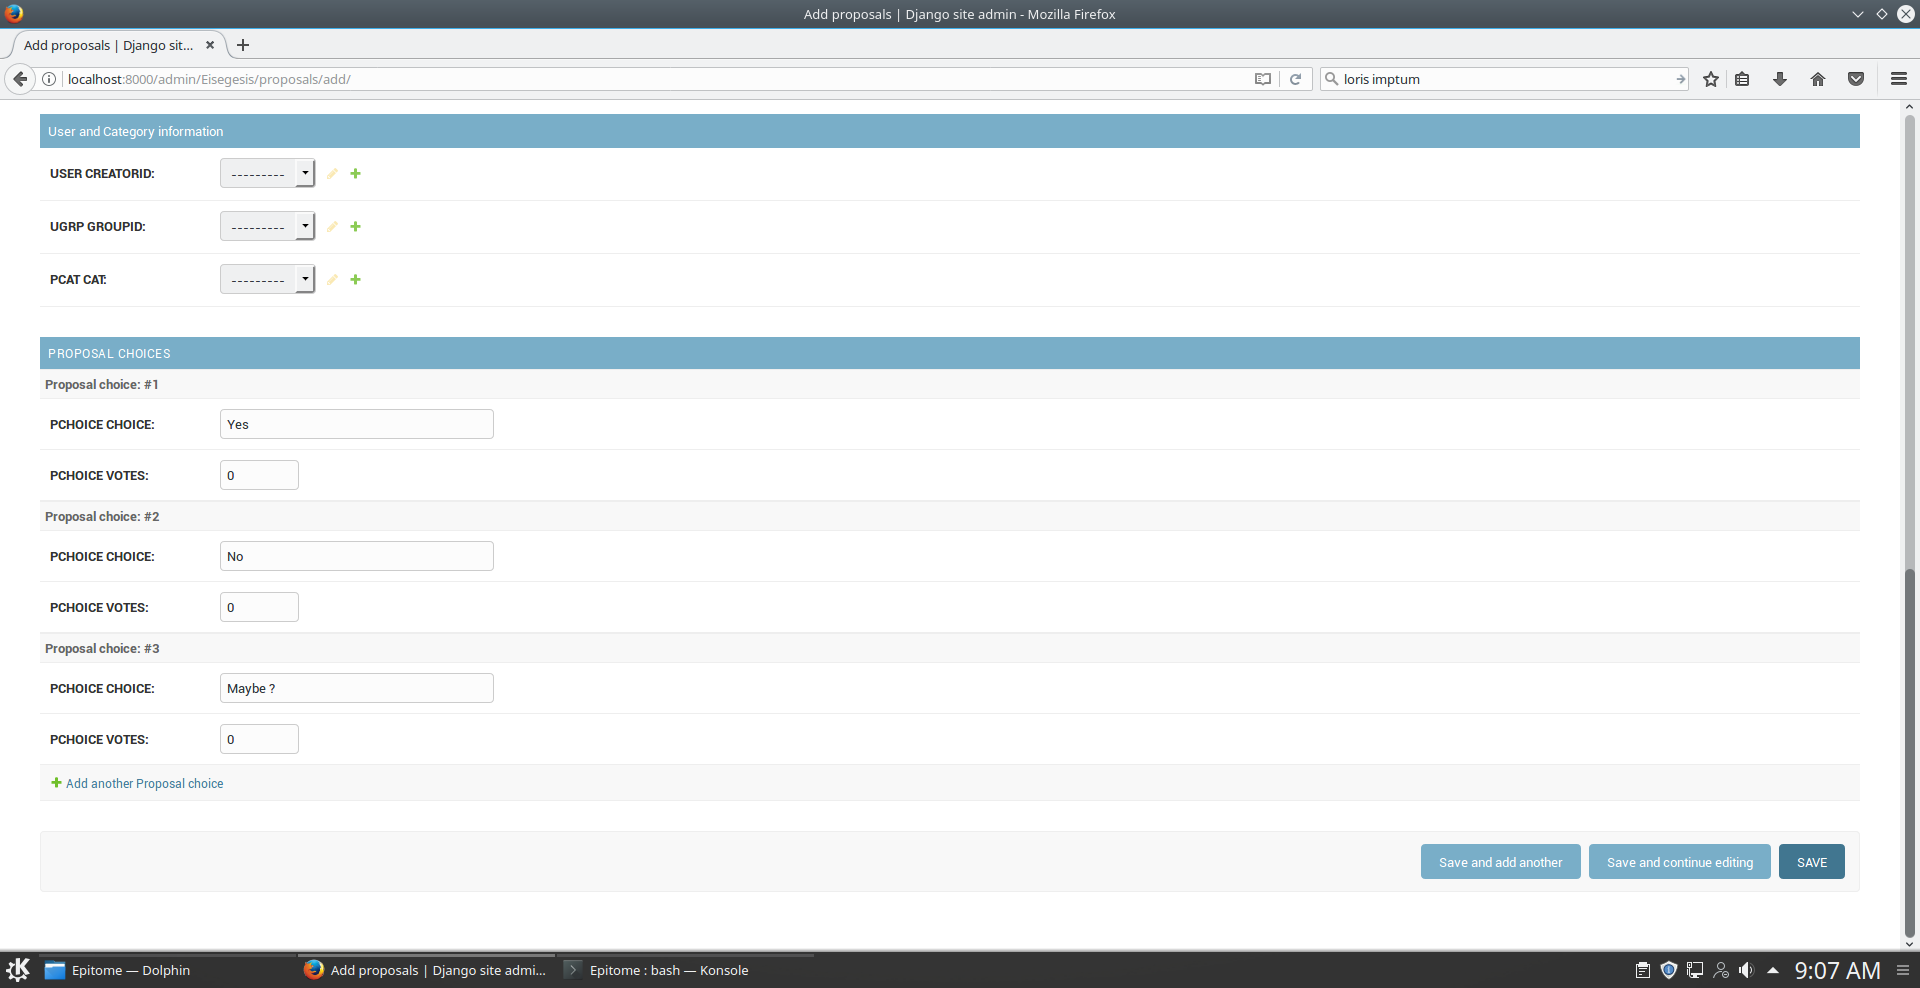 Add proposals | Django site admin - Mozilla Firefox
Add proposals | Django sit...
localhost:8000/admin/Eisegesis/proposals/add/
loris imptum
User and Category information
USER CREATORID: ---------
UGRP GROUPID: ---------
PCAT CAT: ---------
PROPOSAL CHOICES
Proposal choice: #1
PCHOICE CHOICE: Yes
PCHOICE VOTES: 0
Proposal choice: #2
PCHOICE CHOICE: No
PCHOICE VOTES: 0
Proposal choice: #3
PCHOICE CHOICE: Maybe ?
PCHOICE VOTES: 0
Add another Proposal choice
Save and add another Save and continue editing SAVE
Epitome — Dolphin Add proposals | Django site admi... Epitome : bash — Konsole 9:07 AM